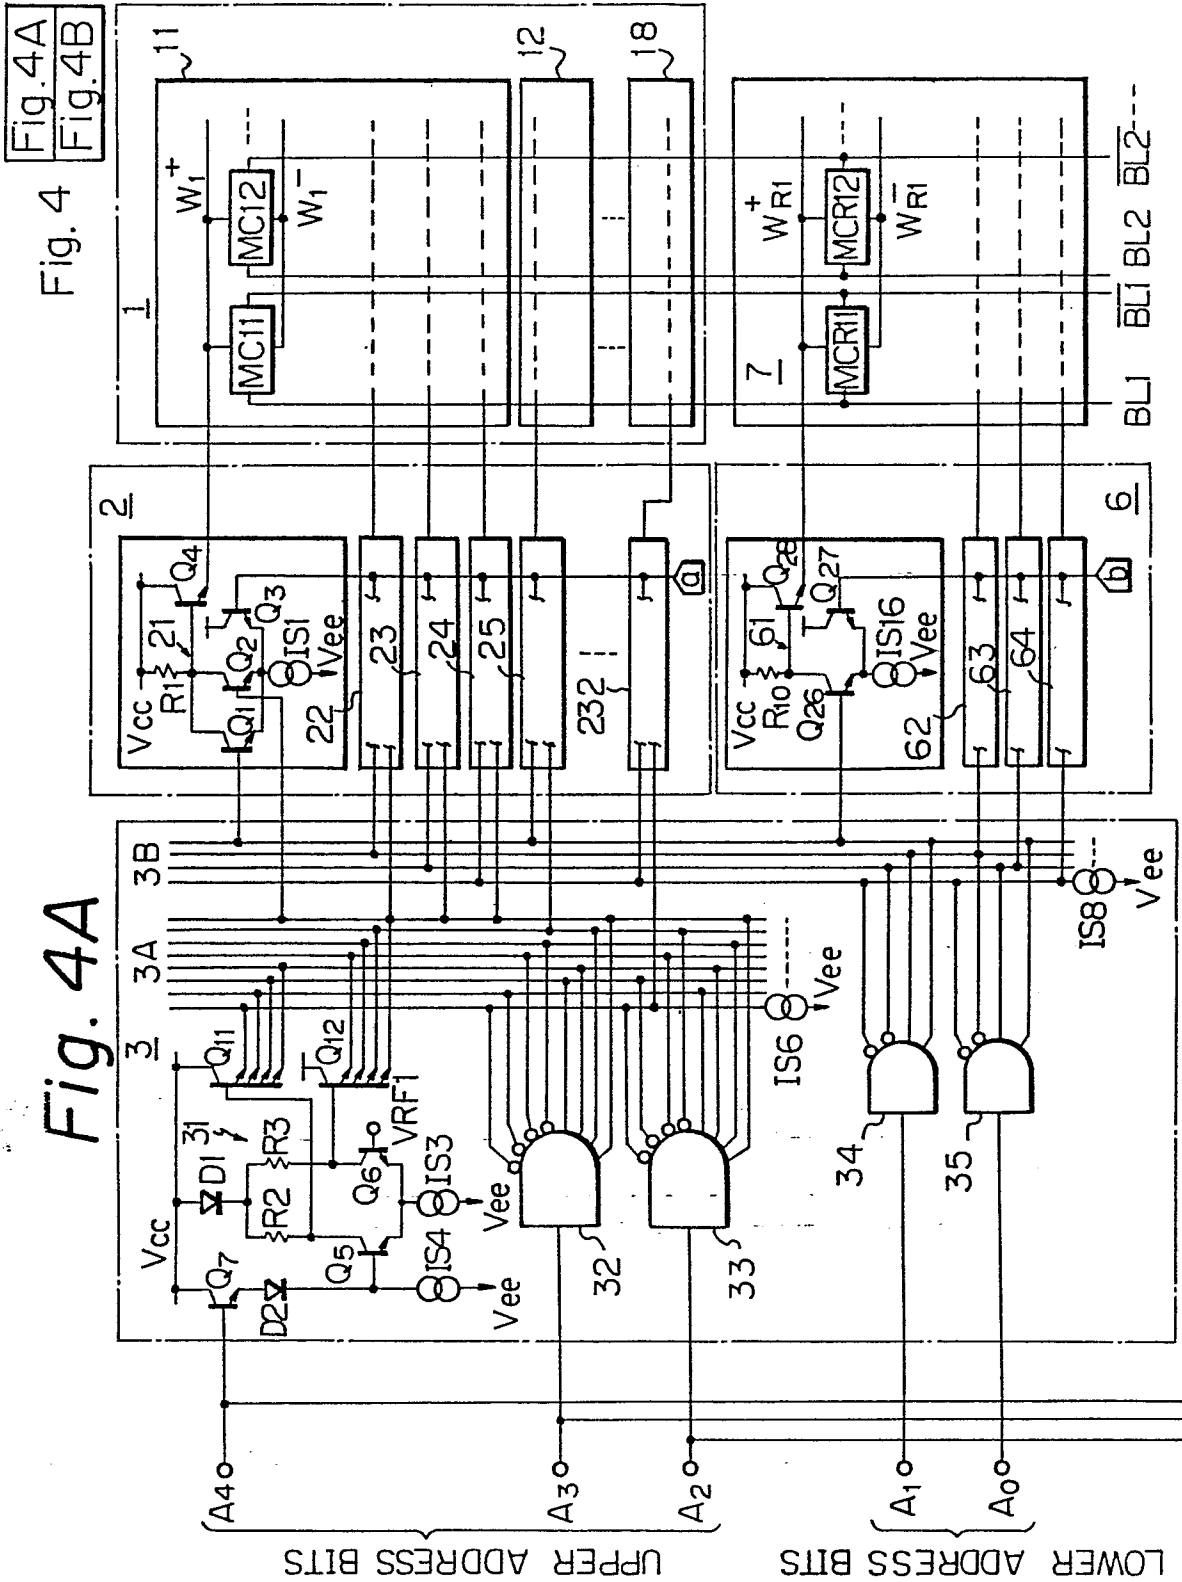 Fig. 4A
Fig. 4
Fig. 4A
Fig. 4B
UPPER ADDRESS BITS
A4
A3
A2
LOWER ADDRESS BITS
A1
A0
3
Vcc
Q7
D2
D1
31
R2
R3
Q5
Q6
VRF1
IS4
Vee
IS3
Vee
Q11
Q12
32
33
34
35
3A
3B
IS6
Vee
IS8
Vee
2
Vcc
R1
21
Q4
Q1
Q2
Q3
IS1
Vee
22
23
24
25
232
a
6
Vcc
R10
61
Q28
Q26
Q27
IS16
Vee
62
63
64
b
1
11
W1+
MC11
MC12
W1-
12
18
7
WR1+
MCR11
MCR12
WR1-
BL1
B̅L̅1̅
BL2
B̅L̅2̅